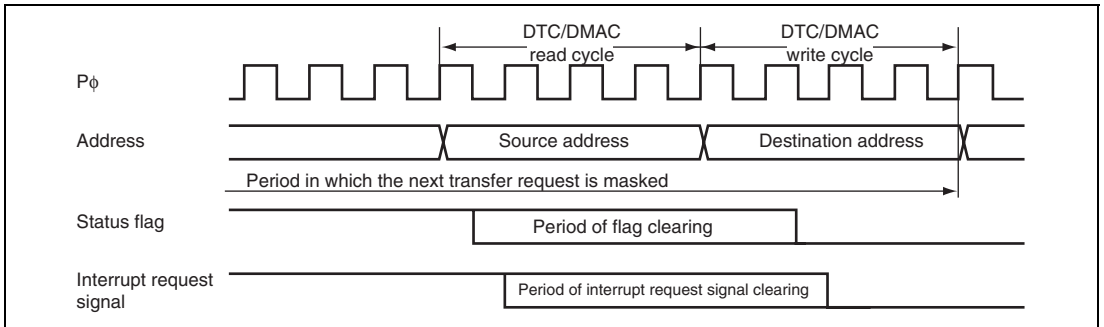 DTC/DMAC
read cycle
DTC/DMAC
write cycle
Pϕ
Address
Source address
Destination address
Period in which the next transfer request is masked
Status flag
Period of flag clearing
Interrupt request
signal
Period of interrupt request signal clearing